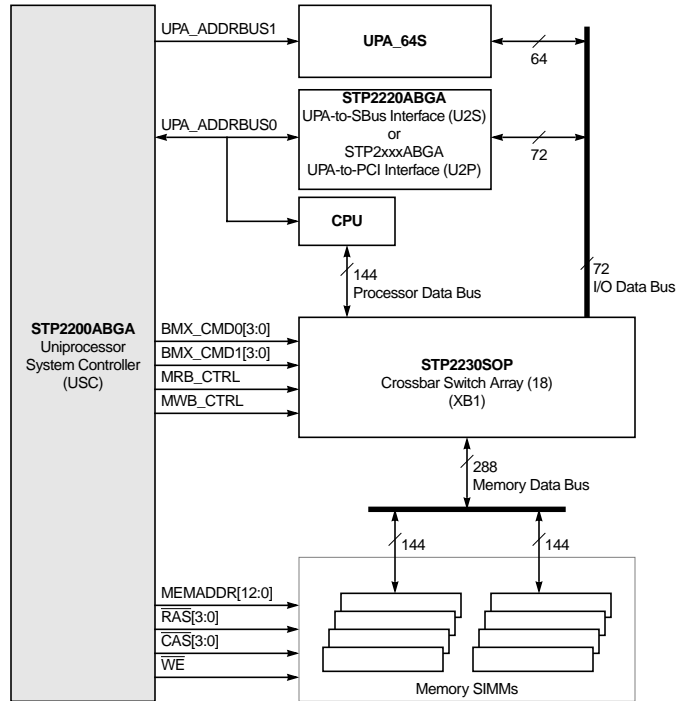 UPA_ADDRBUS1
UPA_64S
64
STP2220ABGA
UPA-to-SBus Interface (U2S)
or
STP2xxxABGA
UPA-to-PCI Interface (U2P)
UPA_ADDRBUS0
72
CPU
144
Processor Data Bus
72
I/O Data Bus
STP2200ABGA
Uniprocessor
System Controller
(USC)
BMX_CMD0[3:0]
BMX_CMD1[3:0]
MRB_CTRL
MWB_CTRL
STP2230SOP
Crossbar Switch Array (18)
(XB1)
288
Memory Data Bus
144
144
MEMADDR[12:0]
RAS[3:0]
CAS[3:0]
WE
Memory SIMMs